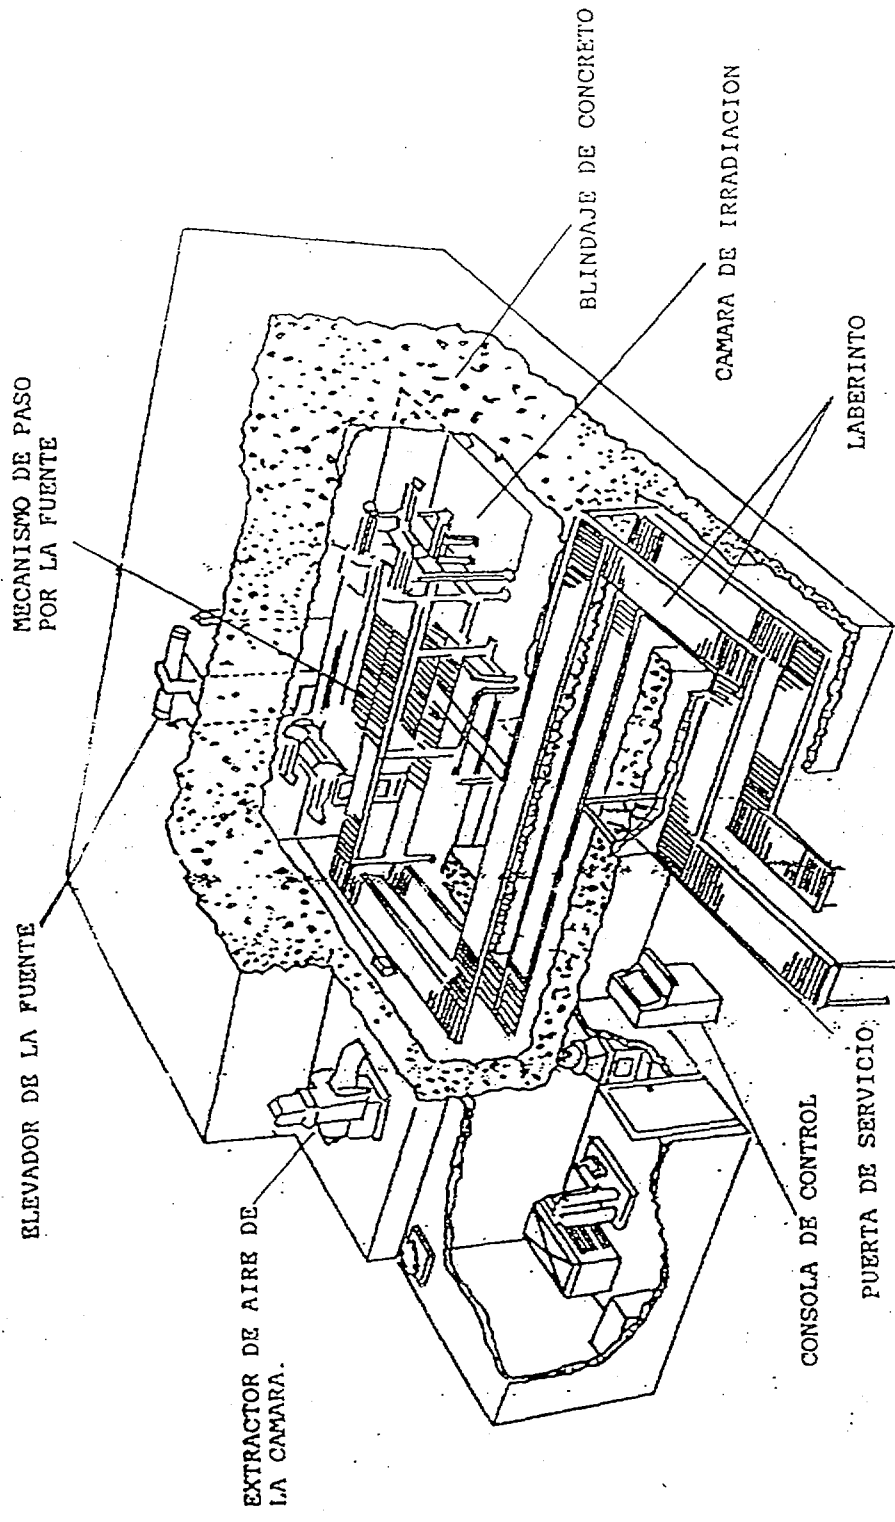 MECANISMO DE PASO
POR LA FUENTE
ELEVADOR DE LA FUENTE
EXTRACTOR DE AIRE DE
LA CAMARA.
BLINDAJE DE CONCRETO
CAMARA DE IRRADIACION
LABERINTO
PUERTA DE SERVICIO
CONSOLA DE CONTROL